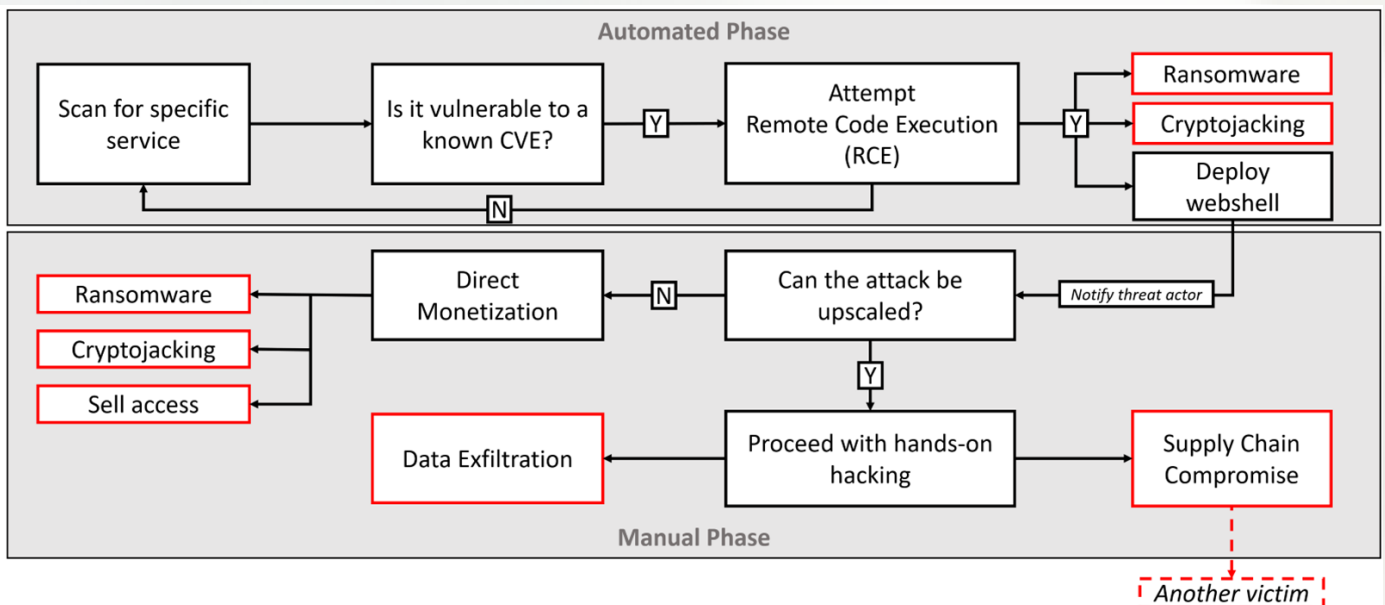 Automated Phase
Scan for specific
service
Is it vulnerable to a
known CVE?
Y
Attempt
Remote Code Execution
(RCE)
Y
Ransomware
Cryptojacking
Deploy
webshell
N
Notify threat actor
Can the attack be
upscaled?
N
Direct
Monetization
Ransomware
Cryptojacking
Sell access
Y
Proceed with hands-on
hacking
Data Exfiltration
Supply Chain
Compromise
Manual Phase
Another victim